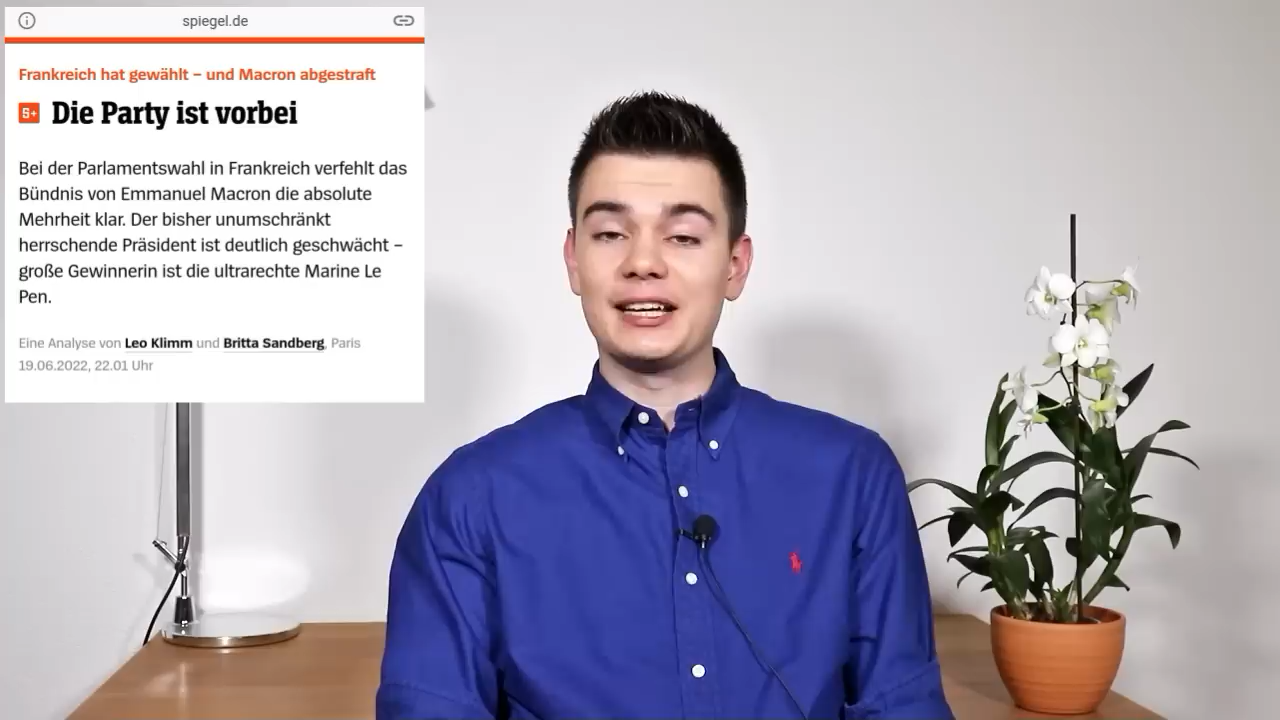 spiegel.de
Frankreich hat gewählt – und Macron abgestraft
S+ Die Party ist vorbei
Bei der Parlamentswahl in Frankreich verfehlt das
Bündnis von Emmanuel Macron die absolute
Mehrheit klar. Der bisher unumschränkt
herrschende Präsident ist deutlich geschwächt –
große Gewinnerin ist die ultrarechte Marine Le
Pen.
Eine Analyse von Leo Klimm und Britta Sandberg, Paris
19.06.2022, 22.01 Uhr